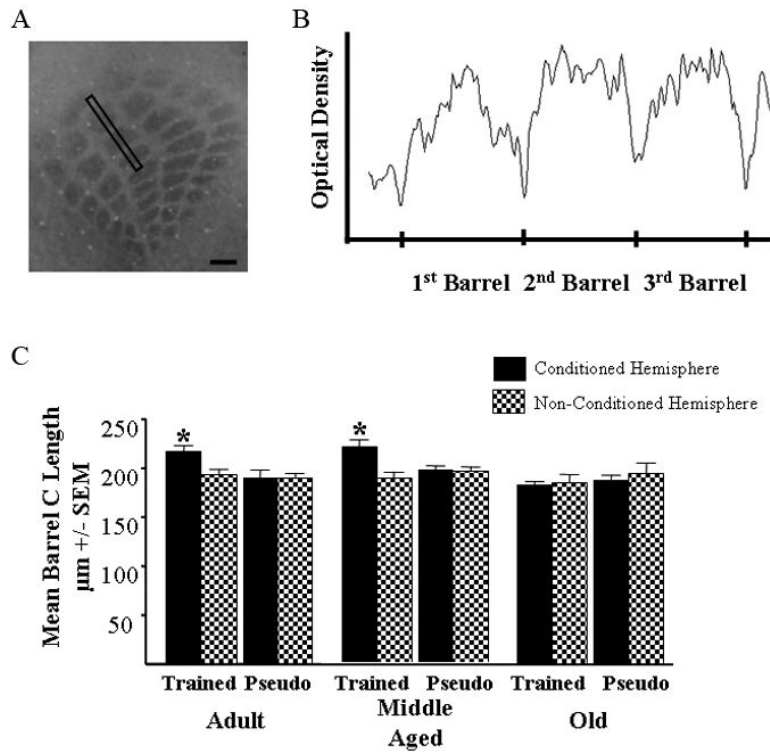 A
B
Optical Density
1st Barrel 2nd Barrel 3rd Barrel
C
Conditioned Hemisphere
Non-Conditioned Hemisphere
Mean Barrel C Length
µm +/- SEM
250
200
150
100
50
*
*
Trained Pseudo Trained Pseudo Trained Pseudo
Adult
Middle
Aged
Old